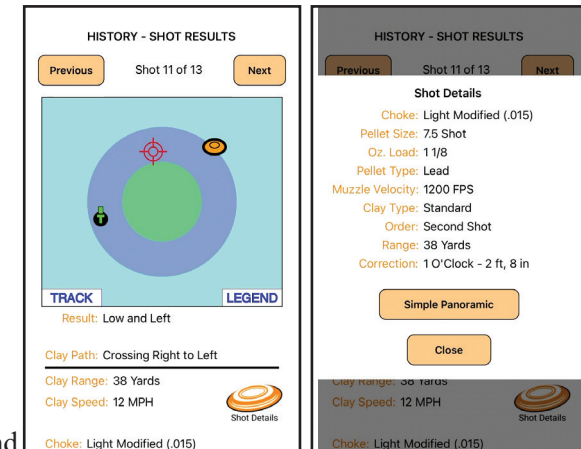 HISTORY - SHOT RESULTS
Previous Shot 11 of 13 Next
TRACK LEGEND
Result: Low and Left
Clay Path: Crossing Right to Left
Clay Range: 38 Yards
Clay Speed: 12 MPH
Shot Details
Choke: Light Modified (.015)
HISTORY - SHOT RESULTS
Previous Shot 11 of 13 Next
Shot Details
Choke: Light Modified (.015)
Pellet Size: 7.5 Shot
Oz. Load: 1 1/8
Pellet Type: Lead
Muzzle Velocity: 1200 FPS
Clay Type: Standard
Order: Second Shot
Range: 38 Yards
Correction: 1 O'Clock - 2 ft, 8 in
Simple Panoramic
Close
Clay Range: 38 Yards
Clay Speed: 12 MPH
Shot Details
Choke: Light Modified (.015)